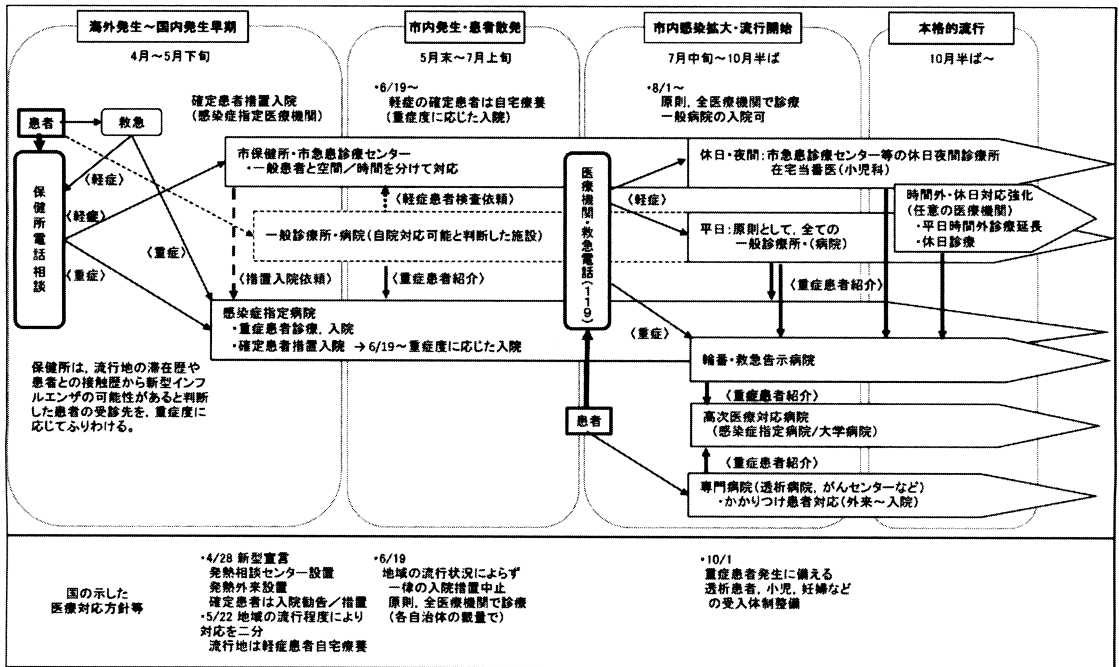 海外発生～国内発生早期
4月～5月下旬
市内発生・患者散発
5月末～7月上旬
市内感染拡大・流行開始
7月中旬～10月半ば
本格的流行
10月半ば～
患者
救急
確定患者措置入院
(感染症指定医療機関)
・6/19～
軽症の確定患者は自宅療養
(重症度に応じた入院)
・8/1～
原則，全医療機関で診療
一般病院の入院可
保健所電話相談
〈軽症〉
〈軽症〉
〈重症〉
〈重症〉
市保健所・市急患診療センター
・一般患者と空間／時間を分けて対応
〈軽症患者検査依頼〉
一般診療所・病院(自院対応可能と判断した施設)
〈措置入院依頼〉
〈重症患者紹介〉
感染症指定病院
・重症患者診療，入院
・確定患者措置入院 → 6/19～重症度に応じた入院
医療機関・救急電話(119)
〈軽症〉
〈重症〉
休日・夜間：市急患診療センター等の休日夜間診療所
在宅当番医(小児科)
平日：原則として，全ての
一般診療所・(病院)
時間外・休日対応強化
(任意の医療機関)
・平日時間外診療延長
・休日診療
〈重症患者紹介〉
輪番・救急告示病院
〈重症患者紹介〉
高次医療対応病院
(感染症指定病院/大学病院)
〈重症患者紹介〉
専門病院(透析病院，がんセンターなど)
・かかりつけ患者対応(外来～入院)
患者
保健所は，流行地の滞在歴や
患者との接触歴から新型インフ
ルエンザの可能性があると判断
した患者の受診先を，重症度に
応じてふりわける。
国の示した
医療対応方針等
・4/28 新型宣言
発熱相談センター設置
発熱外来設置
確定患者は入院勧告／措置
・5/22 地域の流行程度により
対応を二分
流行地は軽症患者自宅療養
・6/19
地域の流行状況によらず
一律の入院措置中止
原則，全医療機関で診療
(各自治体の裁量で)
・10/1
重症患者発生に備える
透析患者，小児，妊婦など
の受入体制整備